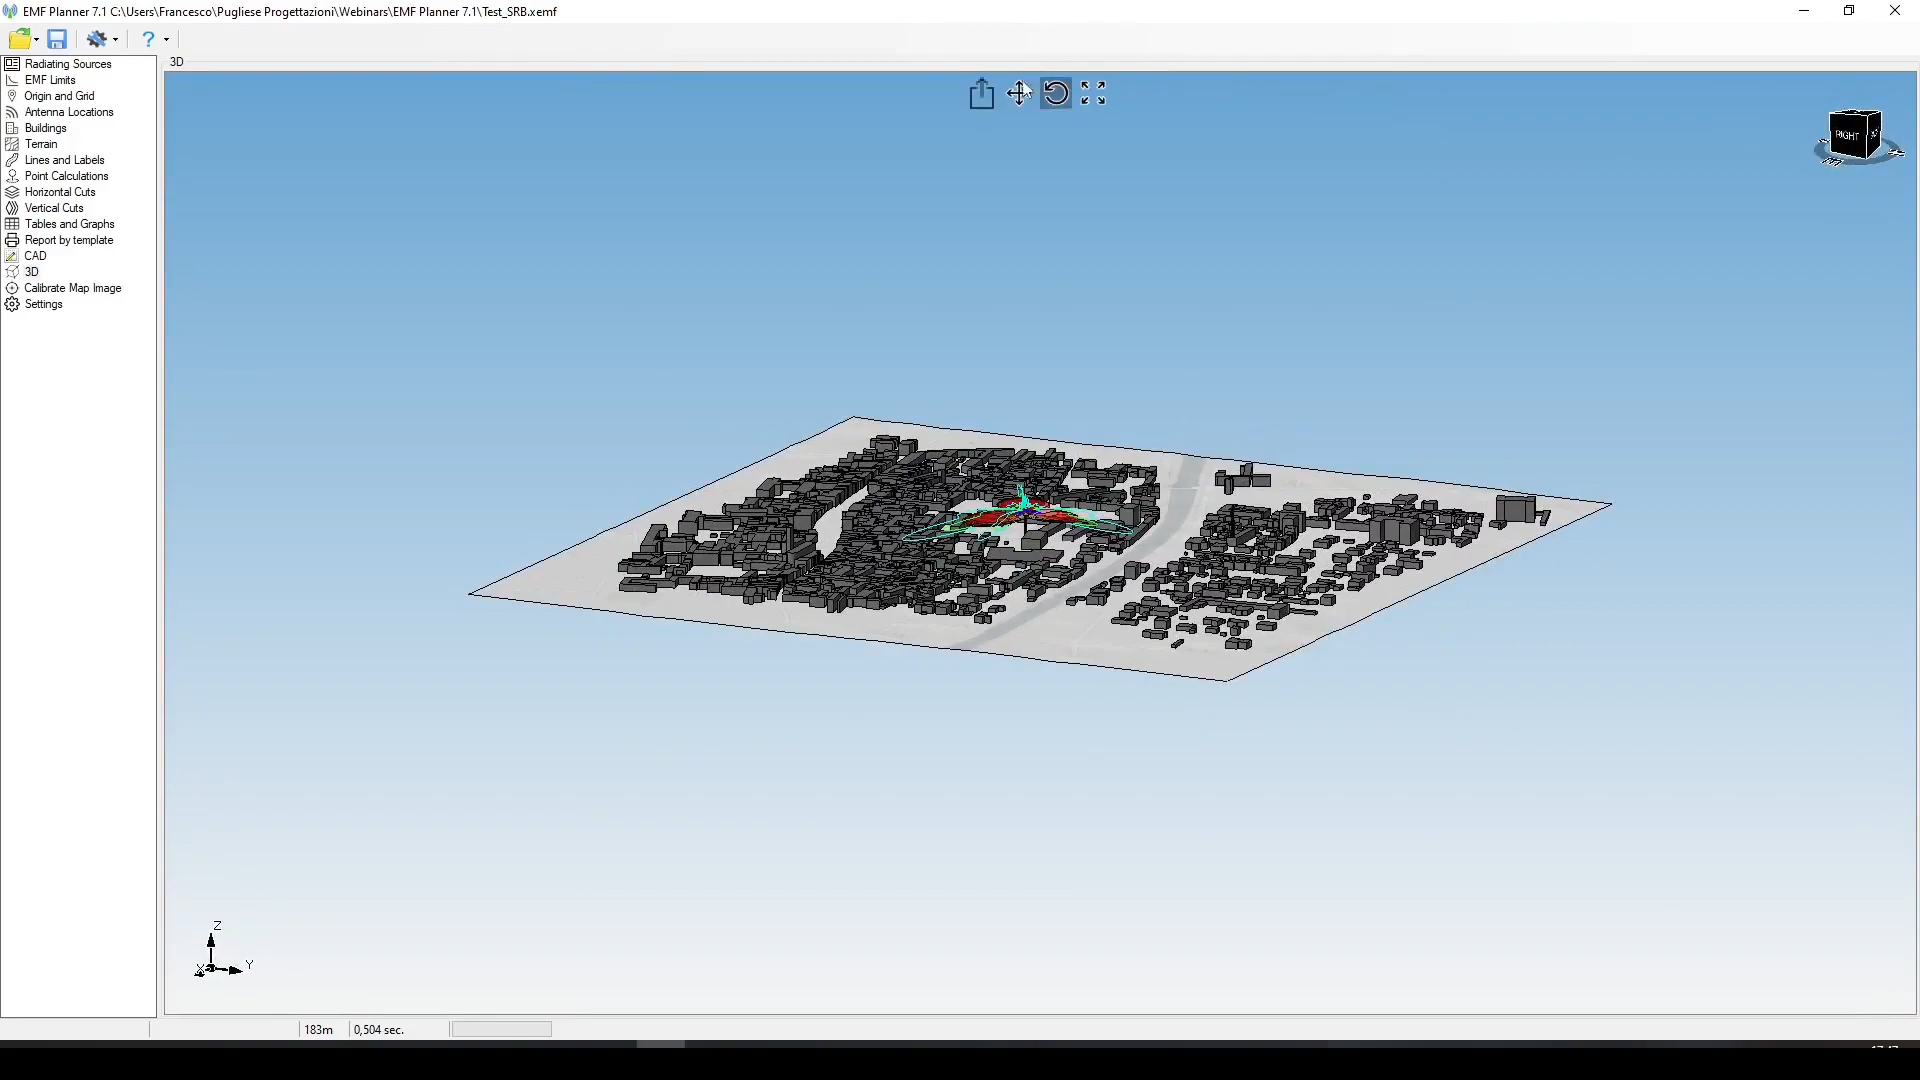 EMF Planner 7.1 C:\Users\Francesco\Pugliese Progettazioni\Webinars\EMF Planner 7.1\Test_SRB.xemf
?
Radiating Sources
EMF Limits
Origin and Grid
Antenna Locations
Buildings
Terrain
Lines and Labels
Point Calculations
Horizontal Cuts
Vertical Cuts
Tables and Graphs
Report by template
CAD
3D
Calibrate Map Image
Settings
3D
RIGHT
Z
X
Y
183m
0,504 sec.